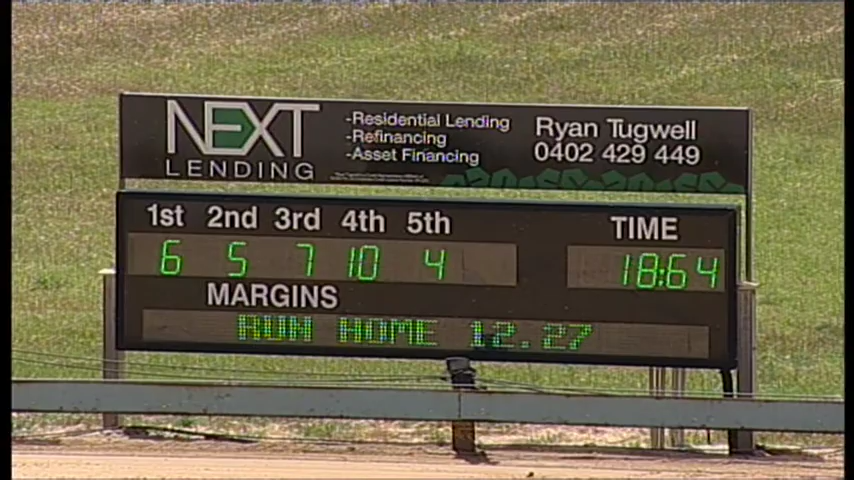 NEXT
LENDING
-Residential Lending
-Refinancing
-Asset Financing
Ryan Tugwell
0402 429 449
1st 2nd 3rd 4th 5th TIME
6 5 7 10 4 18:64
MARGINS
RUN HOME 12.27